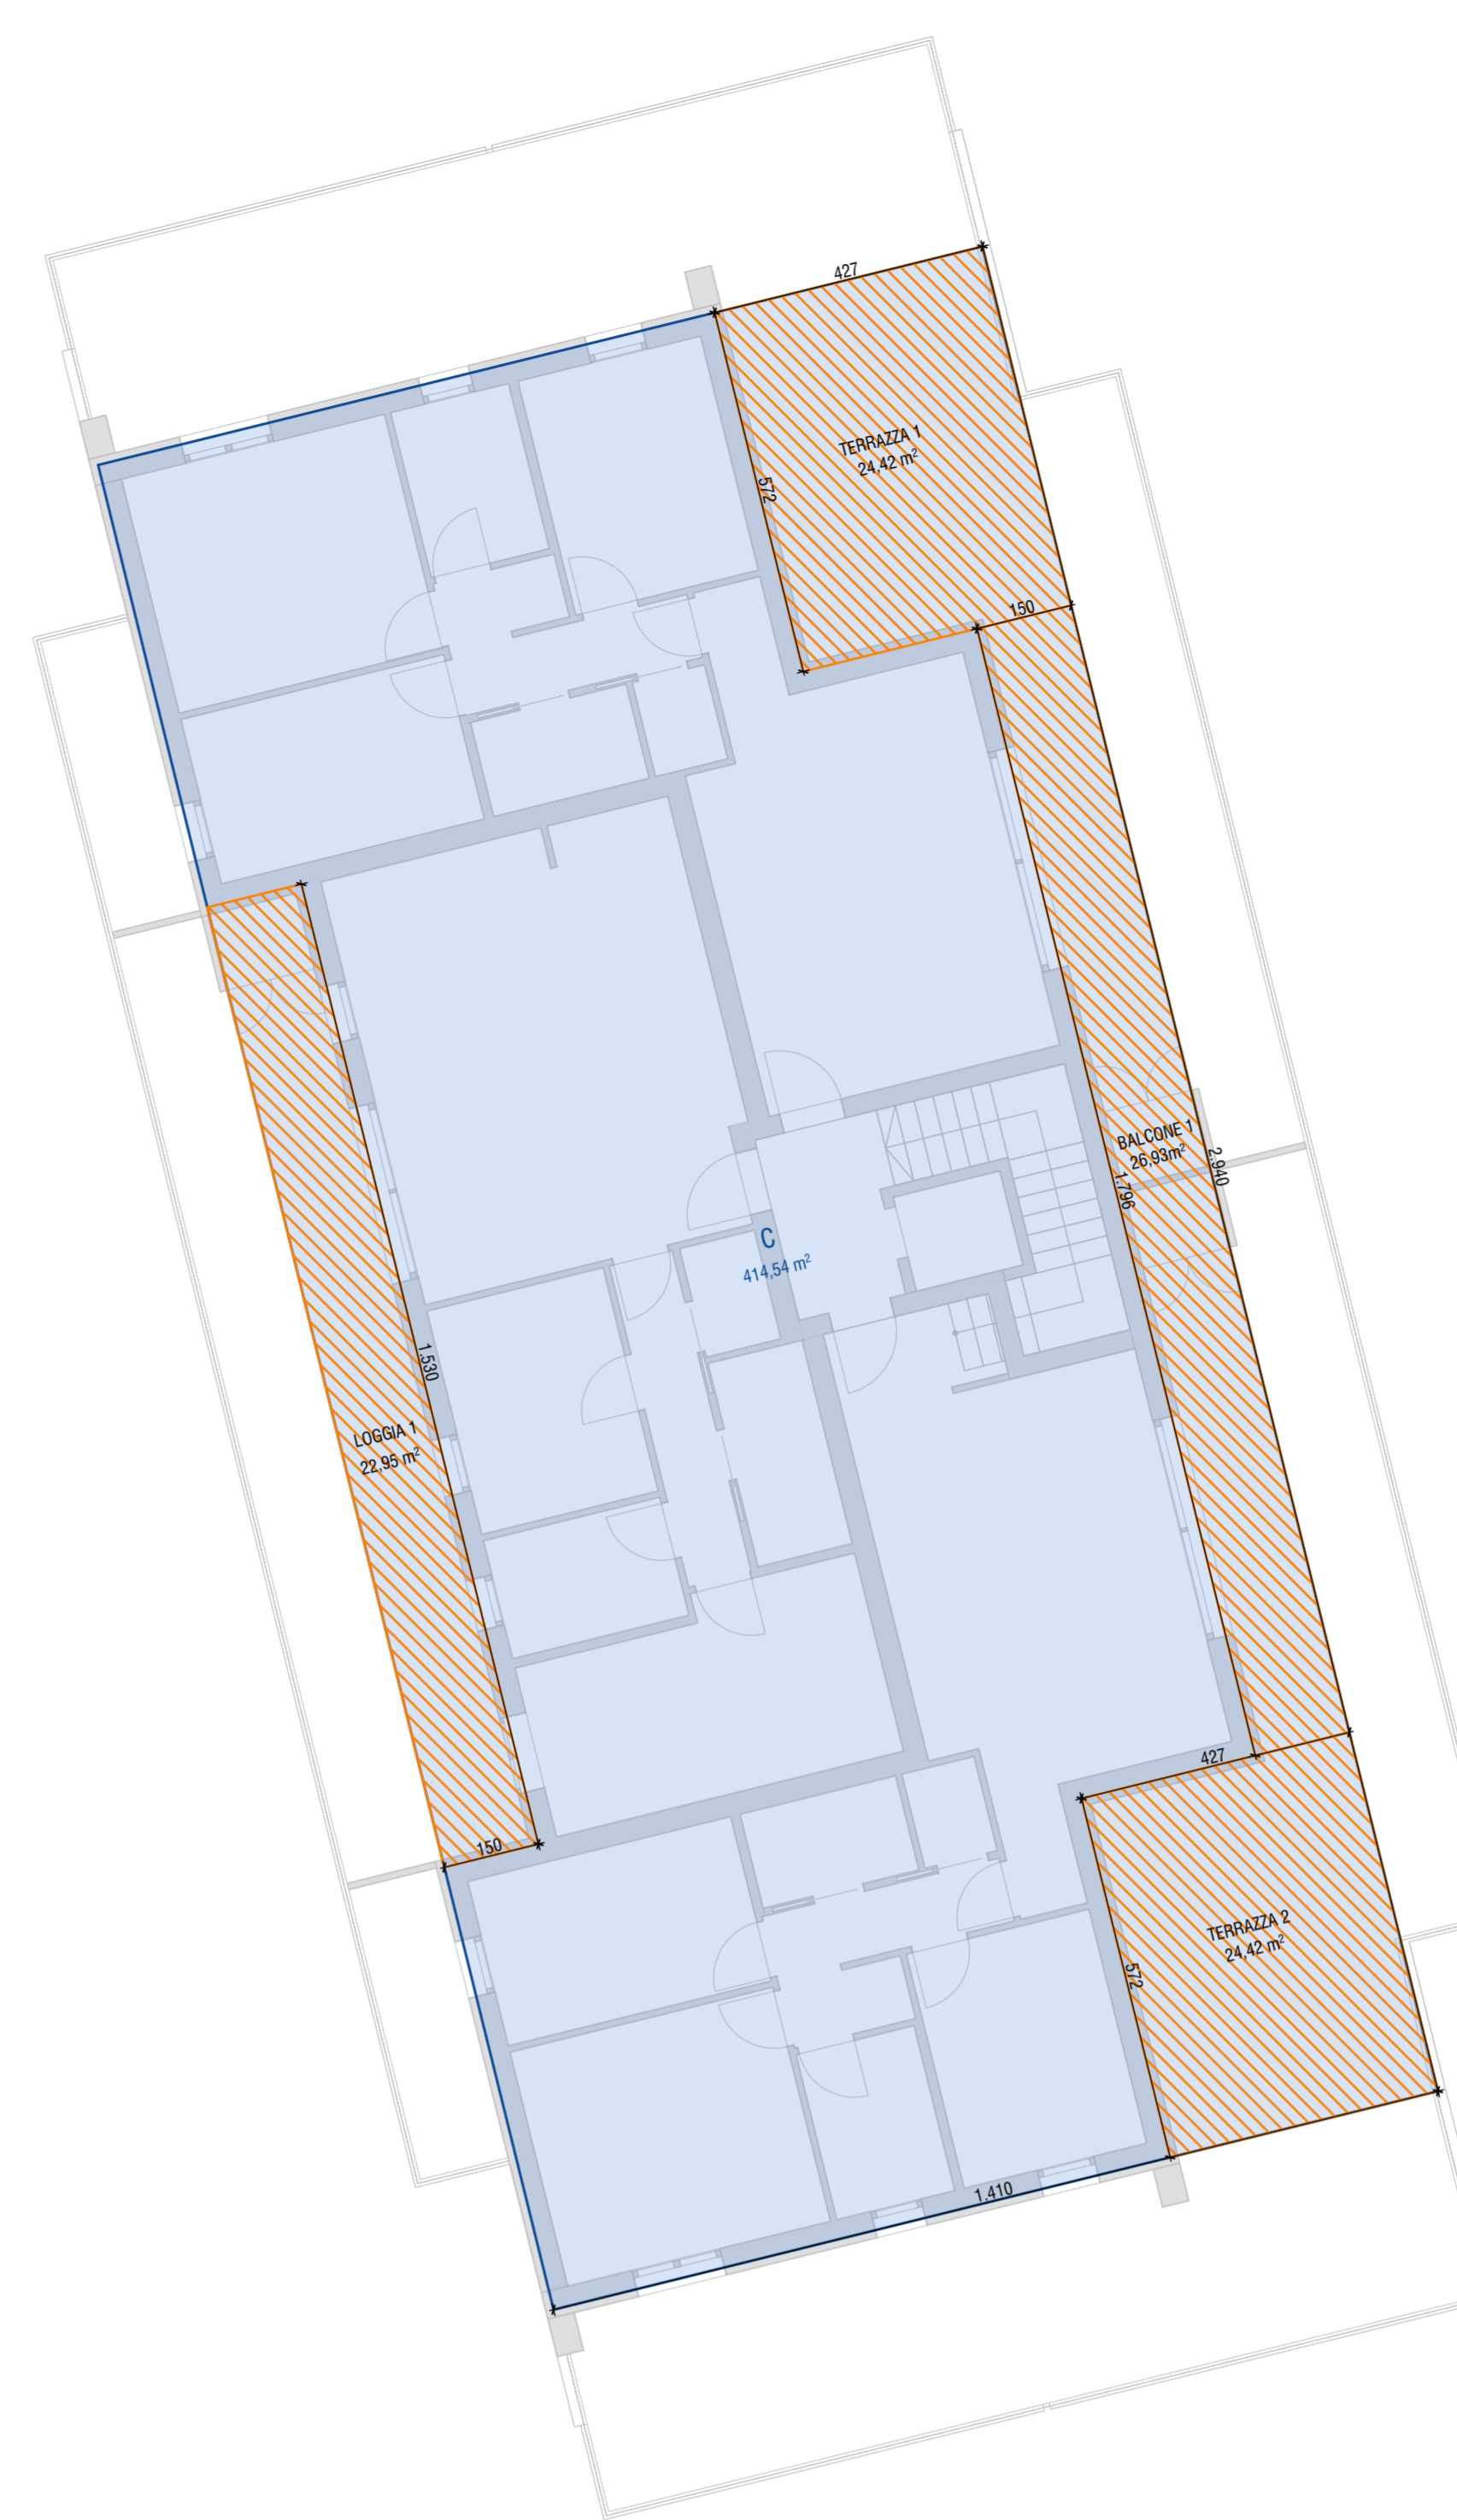 427
TERRAZZA 1
24,42 m²
572
150
BALCONE 1
26,93m²
2.940
1.796
C
414,54 m²
1.530
LOGGIA 1
22,95 m²
427
150
TERRAZZA 2
24,42 m²
572
1.410